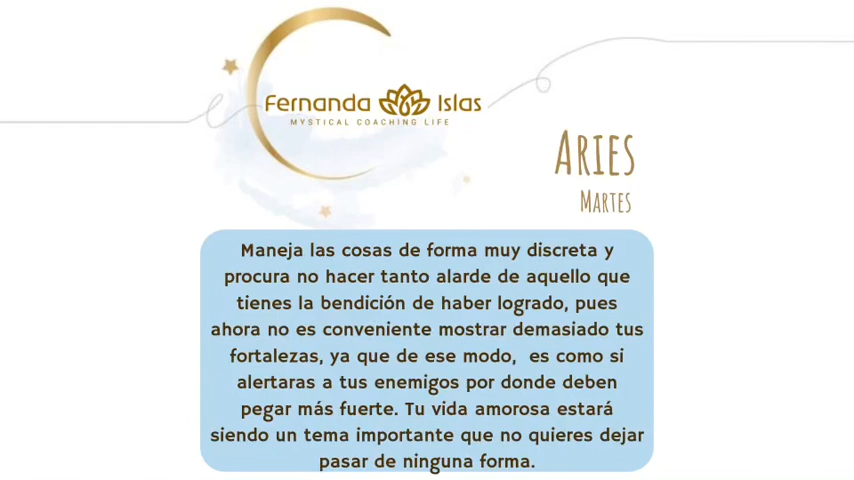 Fernanda Islas
MYSTICAL COACHING LIFE
ARIES
MARTES
Maneja las cosas de forma muy discreta y
procura no hacer tanto alarde de aquello que
tienes la bendición de haber logrado, pues
ahora no es conveniente mostrar demasiado tus
fortalezas, ya que de ese modo, es como si
alertaras a tus enemigos por donde deben
pegar más fuerte. Tu vida amorosa estará
siendo un tema importante que no quieres dejar
pasar de ninguna forma.